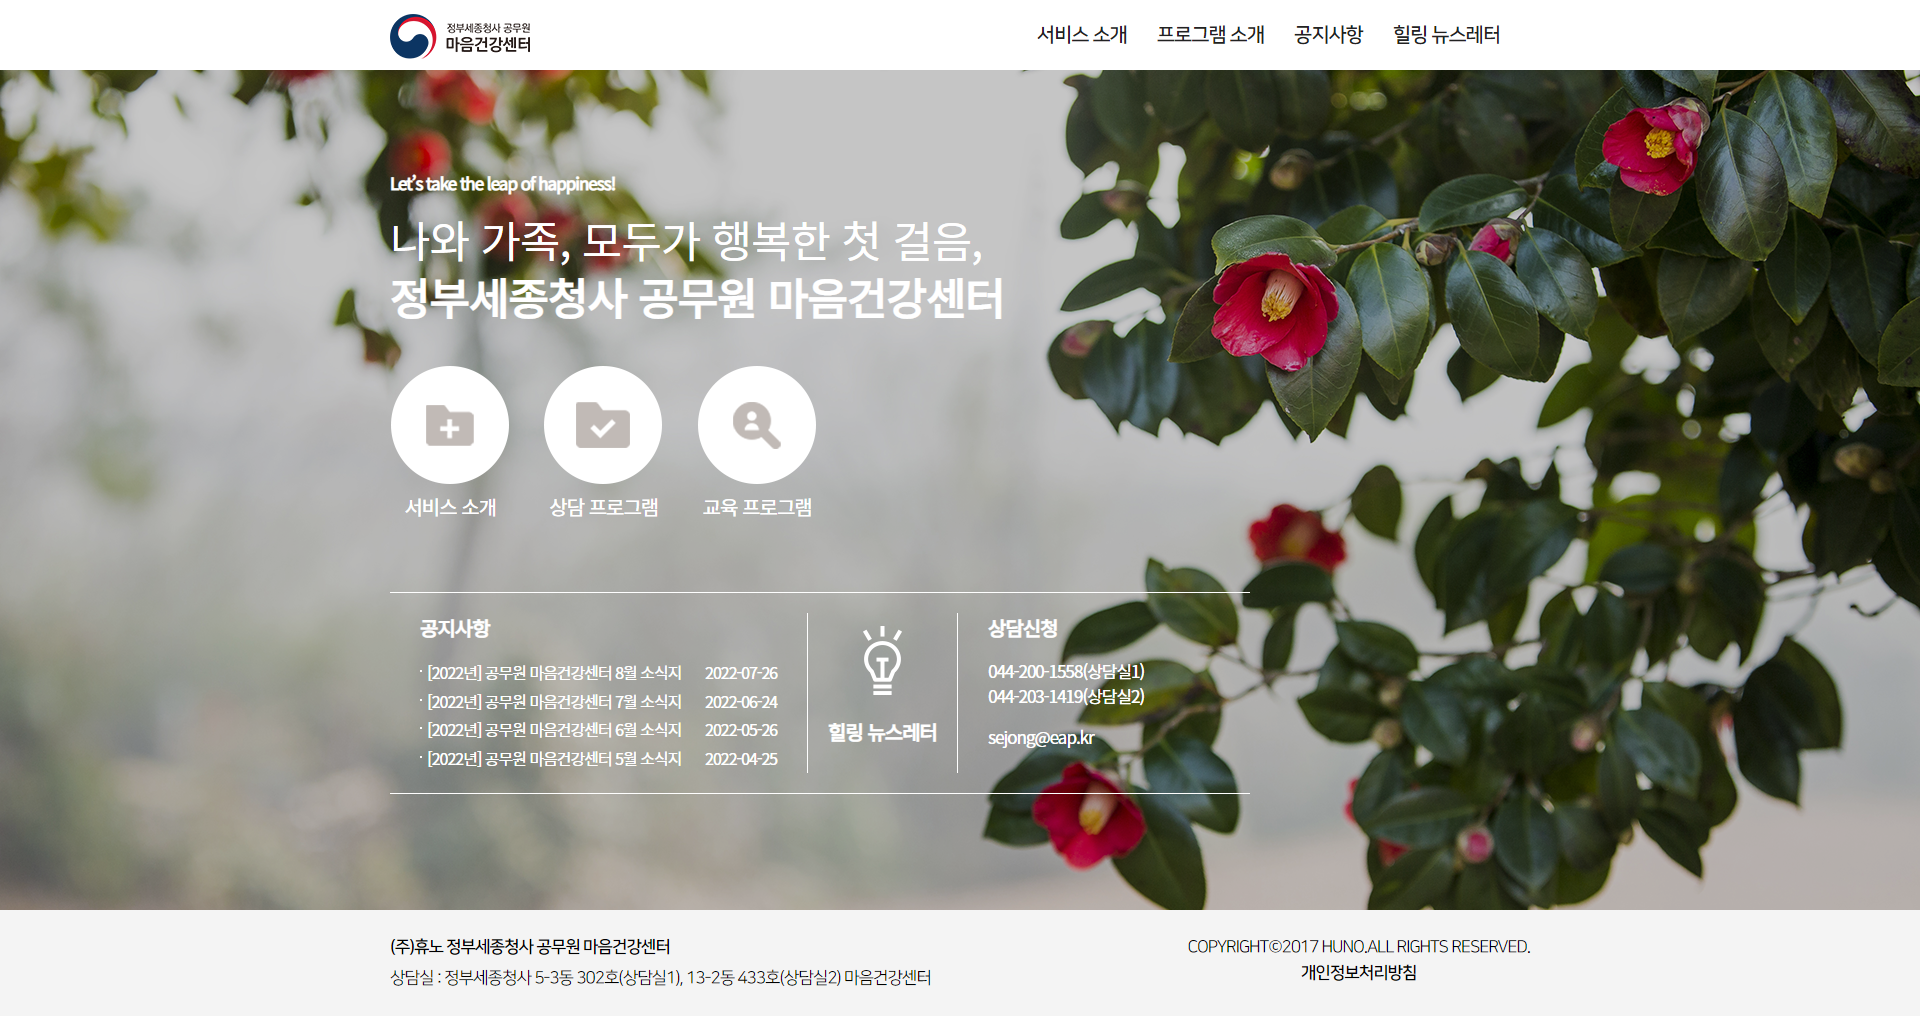 정부세종청사 공무원
마음건강센터
서비스 소개
프로그램 소개
공지사항
힐링 뉴스레터
Let's take the leap of happiness!
나와 가족, 모두가 행복한 첫 걸음,
정부세종청사 공무원 마음건강센터
서비스 소개
상담 프로그램
교육 프로그램
공지사항
· [2022년] 공무원 마음건강센터 8월 소식지 2022-07-26
· [2022년] 공무원 마음건강센터 7월 소식지 2022-06-24
· [2022년] 공무원 마음건강센터 6월 소식지 2022-05-26
· [2022년] 공무원 마음건강센터 5월 소식지 2022-04-25
힐링 뉴스레터
상담신청
044-200-1558(상담실1)
044-203-1419(상담실2)
sejong@eap.kr
(주)휴노 정부세종청사 공무원 마음건강센터
상담실 : 정부세종청사 5-3동 302호(상담실1), 13-2동 433호(상담실2) 마음건강센터
COPYRIGHT©2017 HUNO.ALL RIGHTS RESERVED.
개인정보처리방침